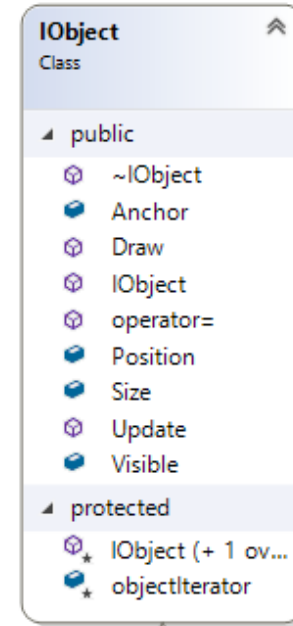 IObject
Class
public
~IObject
Anchor
Draw
IObject
operator=
Position
Size
Update
Visible
protected
IObject (+ 1 ov...
objectIterator